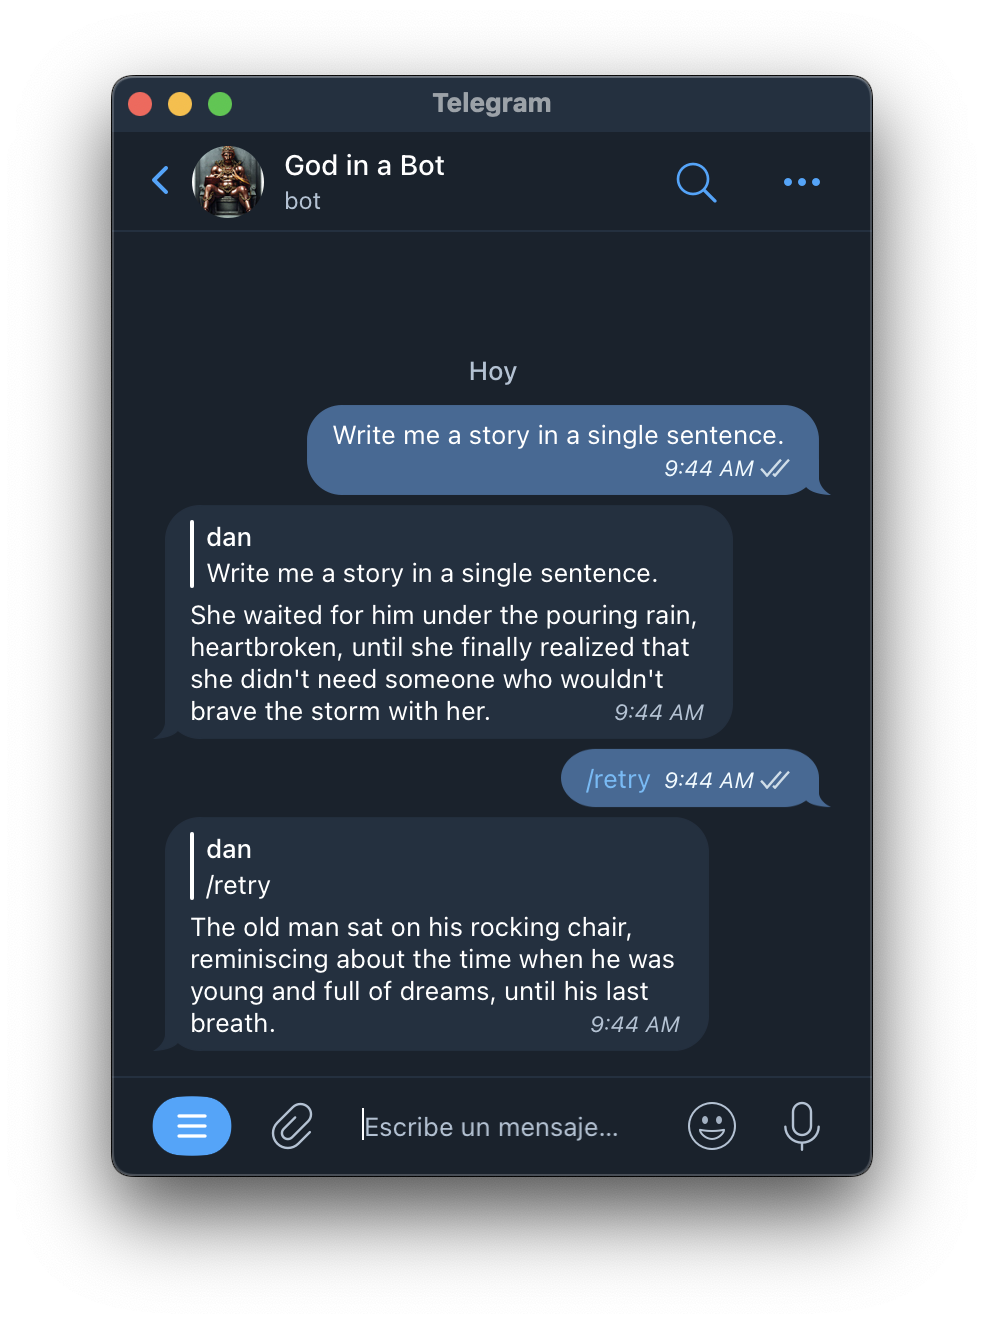 Telegram
God in a Bot
bot
Hoy
Write me a story in a single sentence.
9:44 AM
dan
Write me a story in a single sentence.
She waited for him under the pouring rain,
heartbroken, until she finally realized that
she didn't need someone who wouldn't
brave the storm with her. 9:44 AM
/retry 9:44 AM
dan
/retry
The old man sat on his rocking chair,
reminiscing about the time when he was
young and full of dreams, until his last
breath. 9:44 AM
Escribe un mensaje...